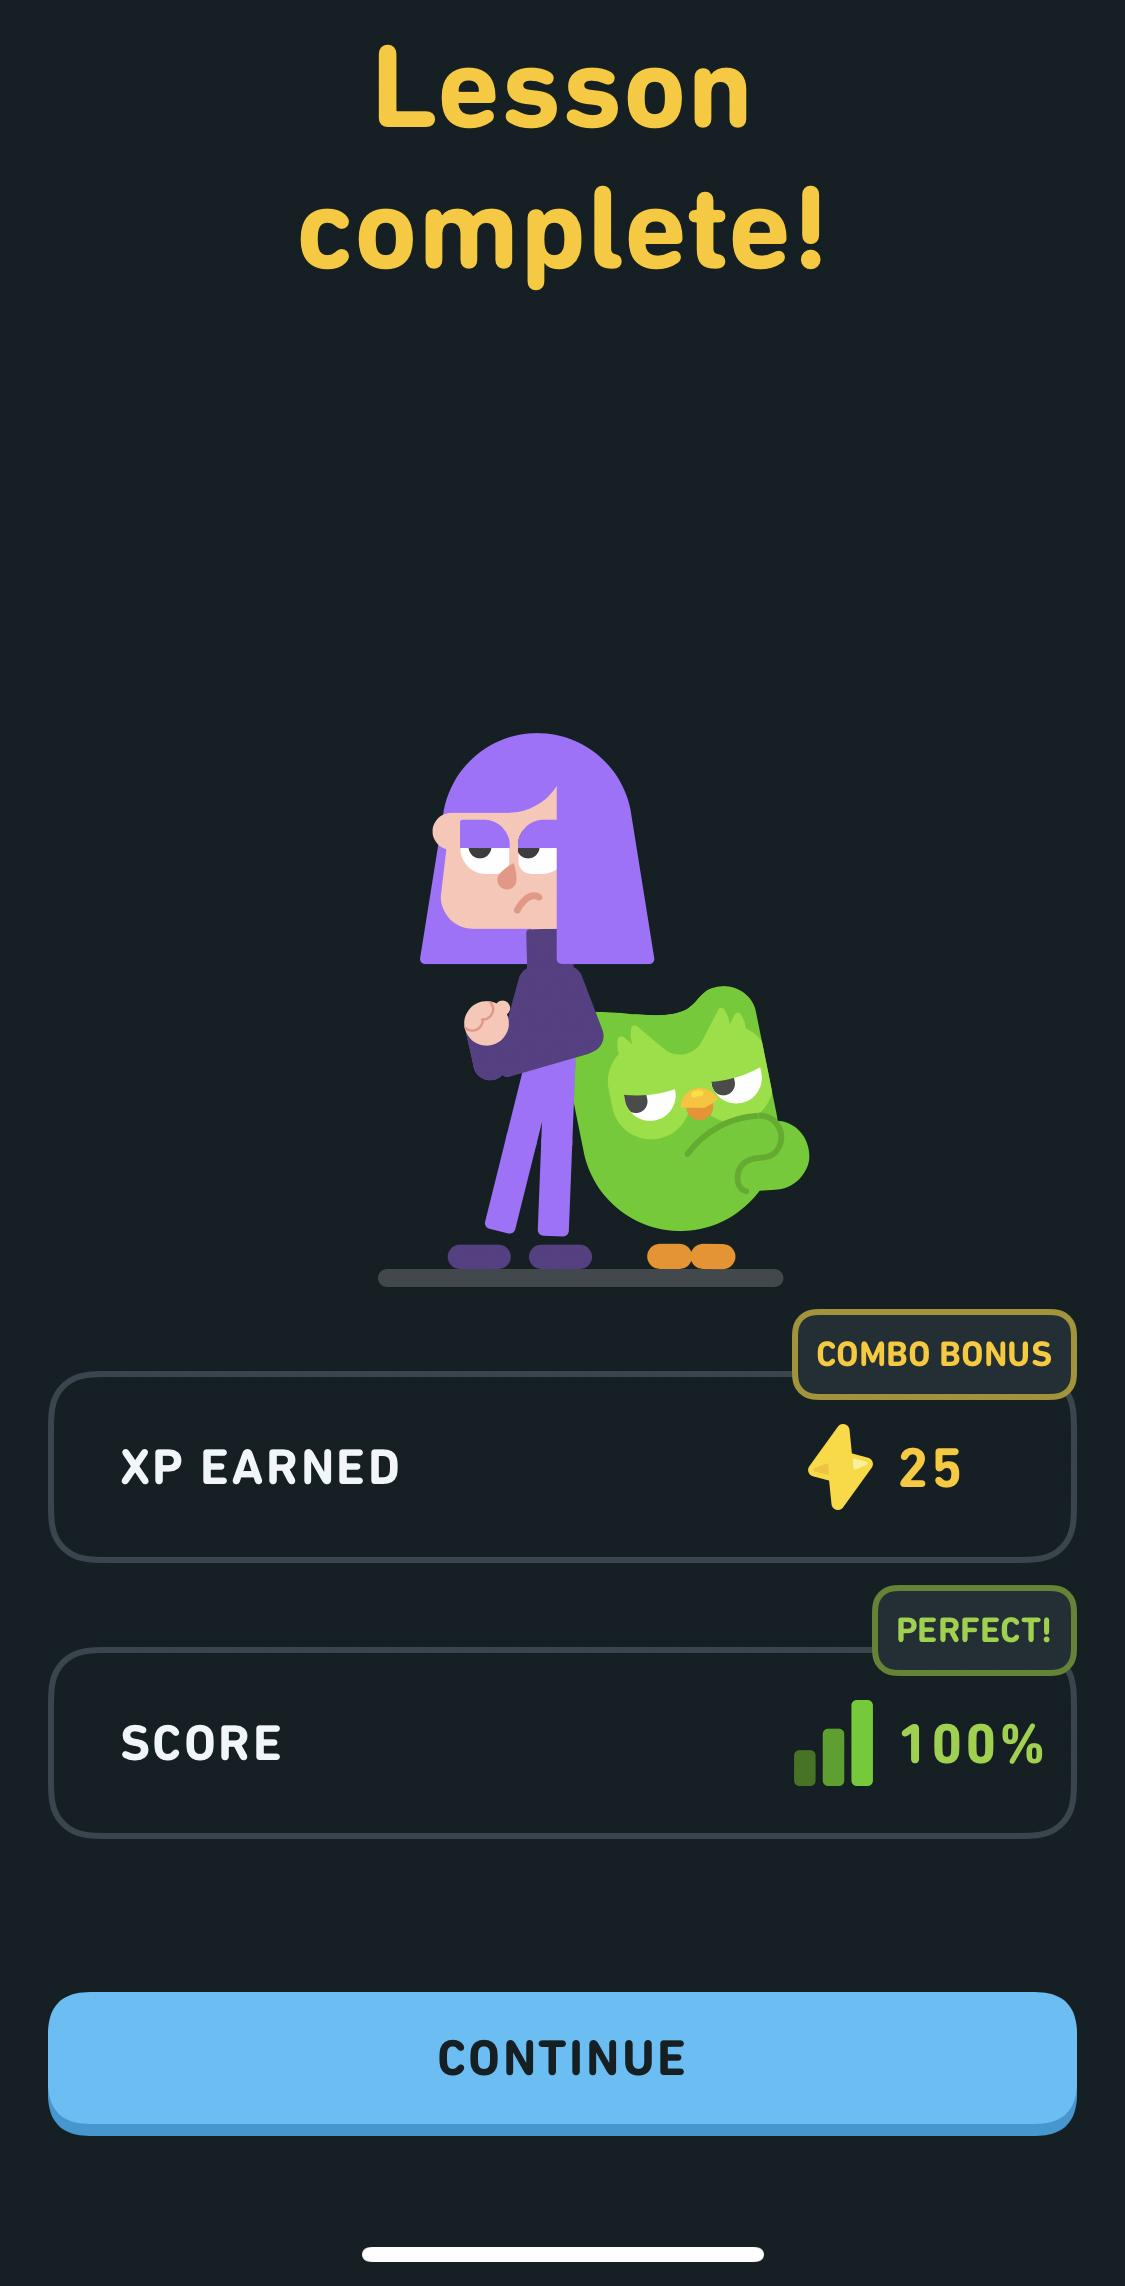 Lesson
complete!
COMBO BONUS
XP EARNED
25
PERFECT!
SCORE
100%
CONTINUE